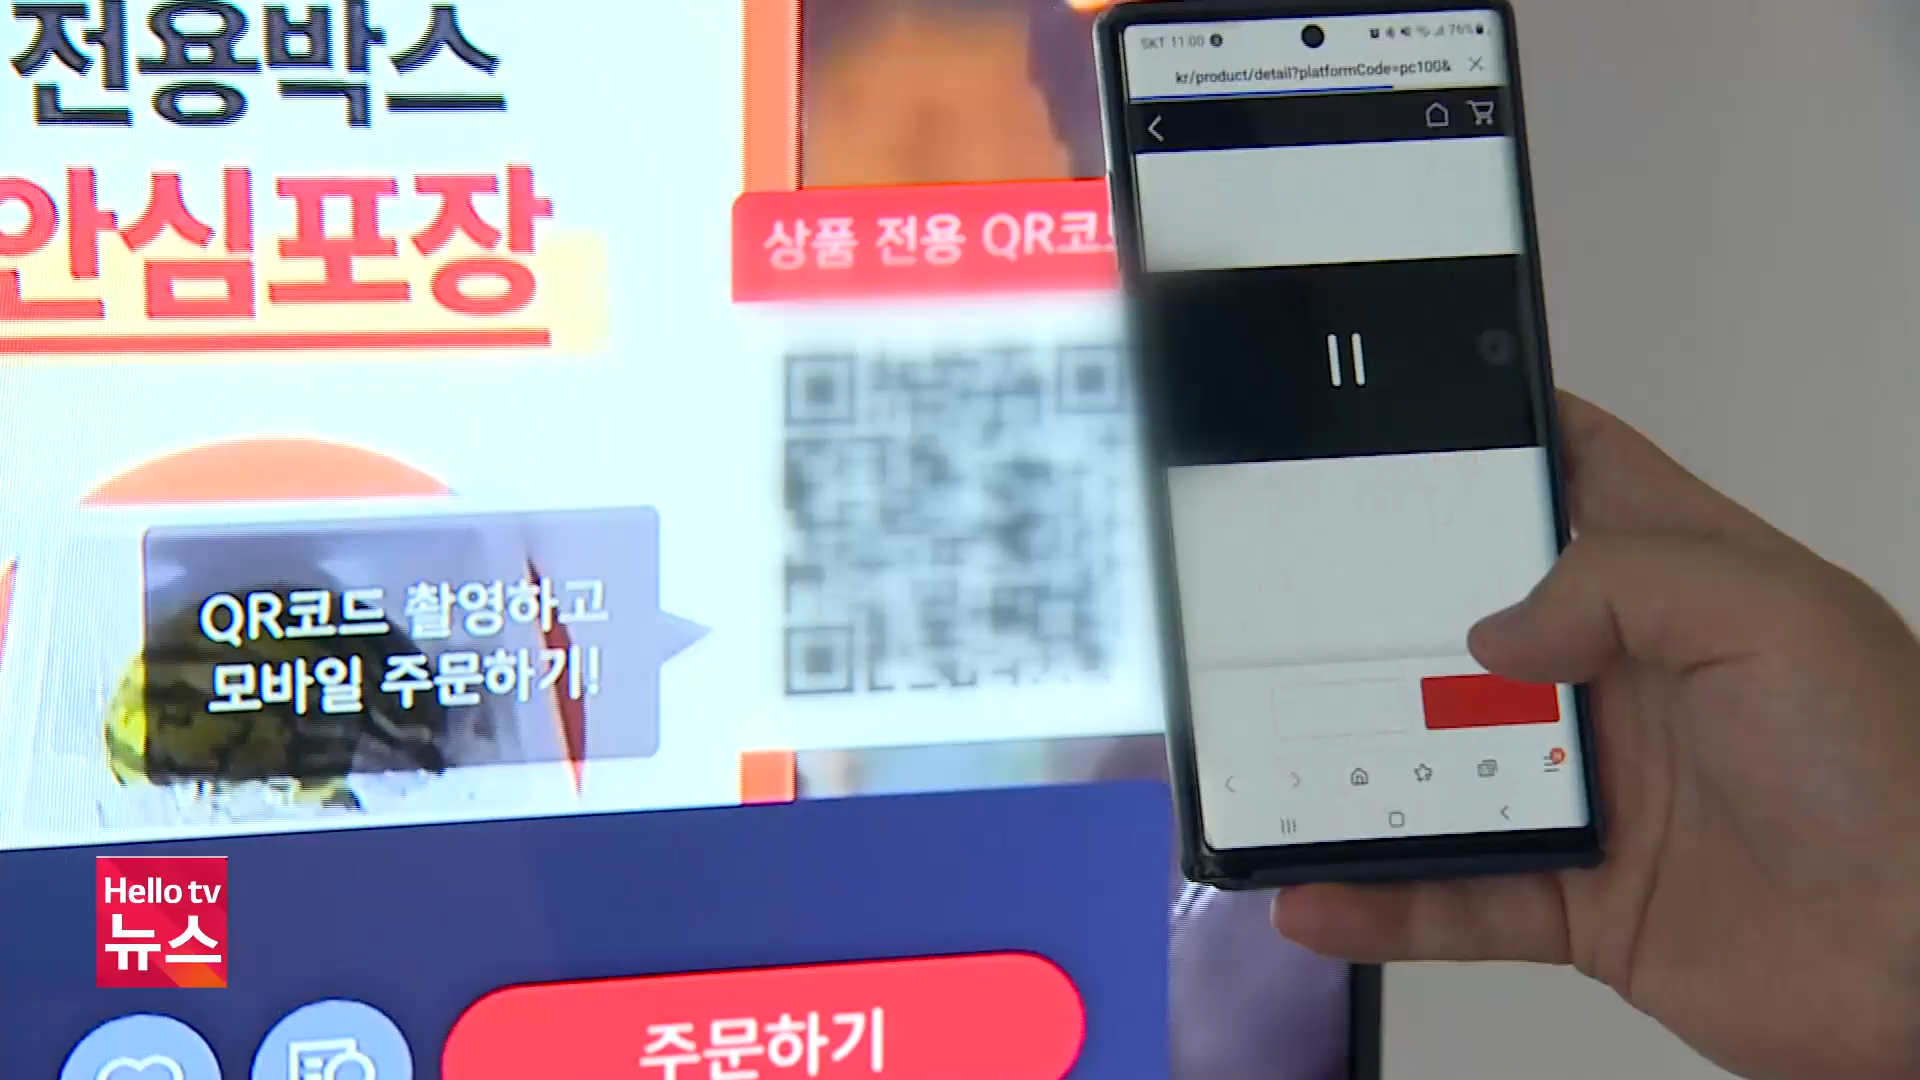 전용박스
안심포장
상품 전용 QR코
QR코드 촬영하고
모바일 주문하기!
주문하기
SKT 11:00
76%
kr/product/detail?platformCode=pc100&
Hello tv
뉴스